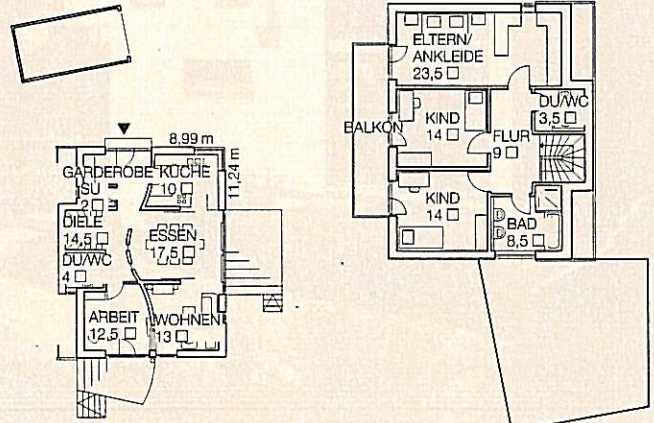 8,99 m
11,24 m
GARDEROBE KÜCHE
10 □
SU
2 □
DIELE
14,5 □
ESSEN
17,5 □
DU/WC
4 □
ARBEIT
12,5 □
WOHNEN
13 □
ELTERN/
ANKLEIDE
23,5 □
DU/WC
3,5 □
BALKON
KIND
14 □
FLUR
9 □
KIND
14 □
BAD
8,5 □